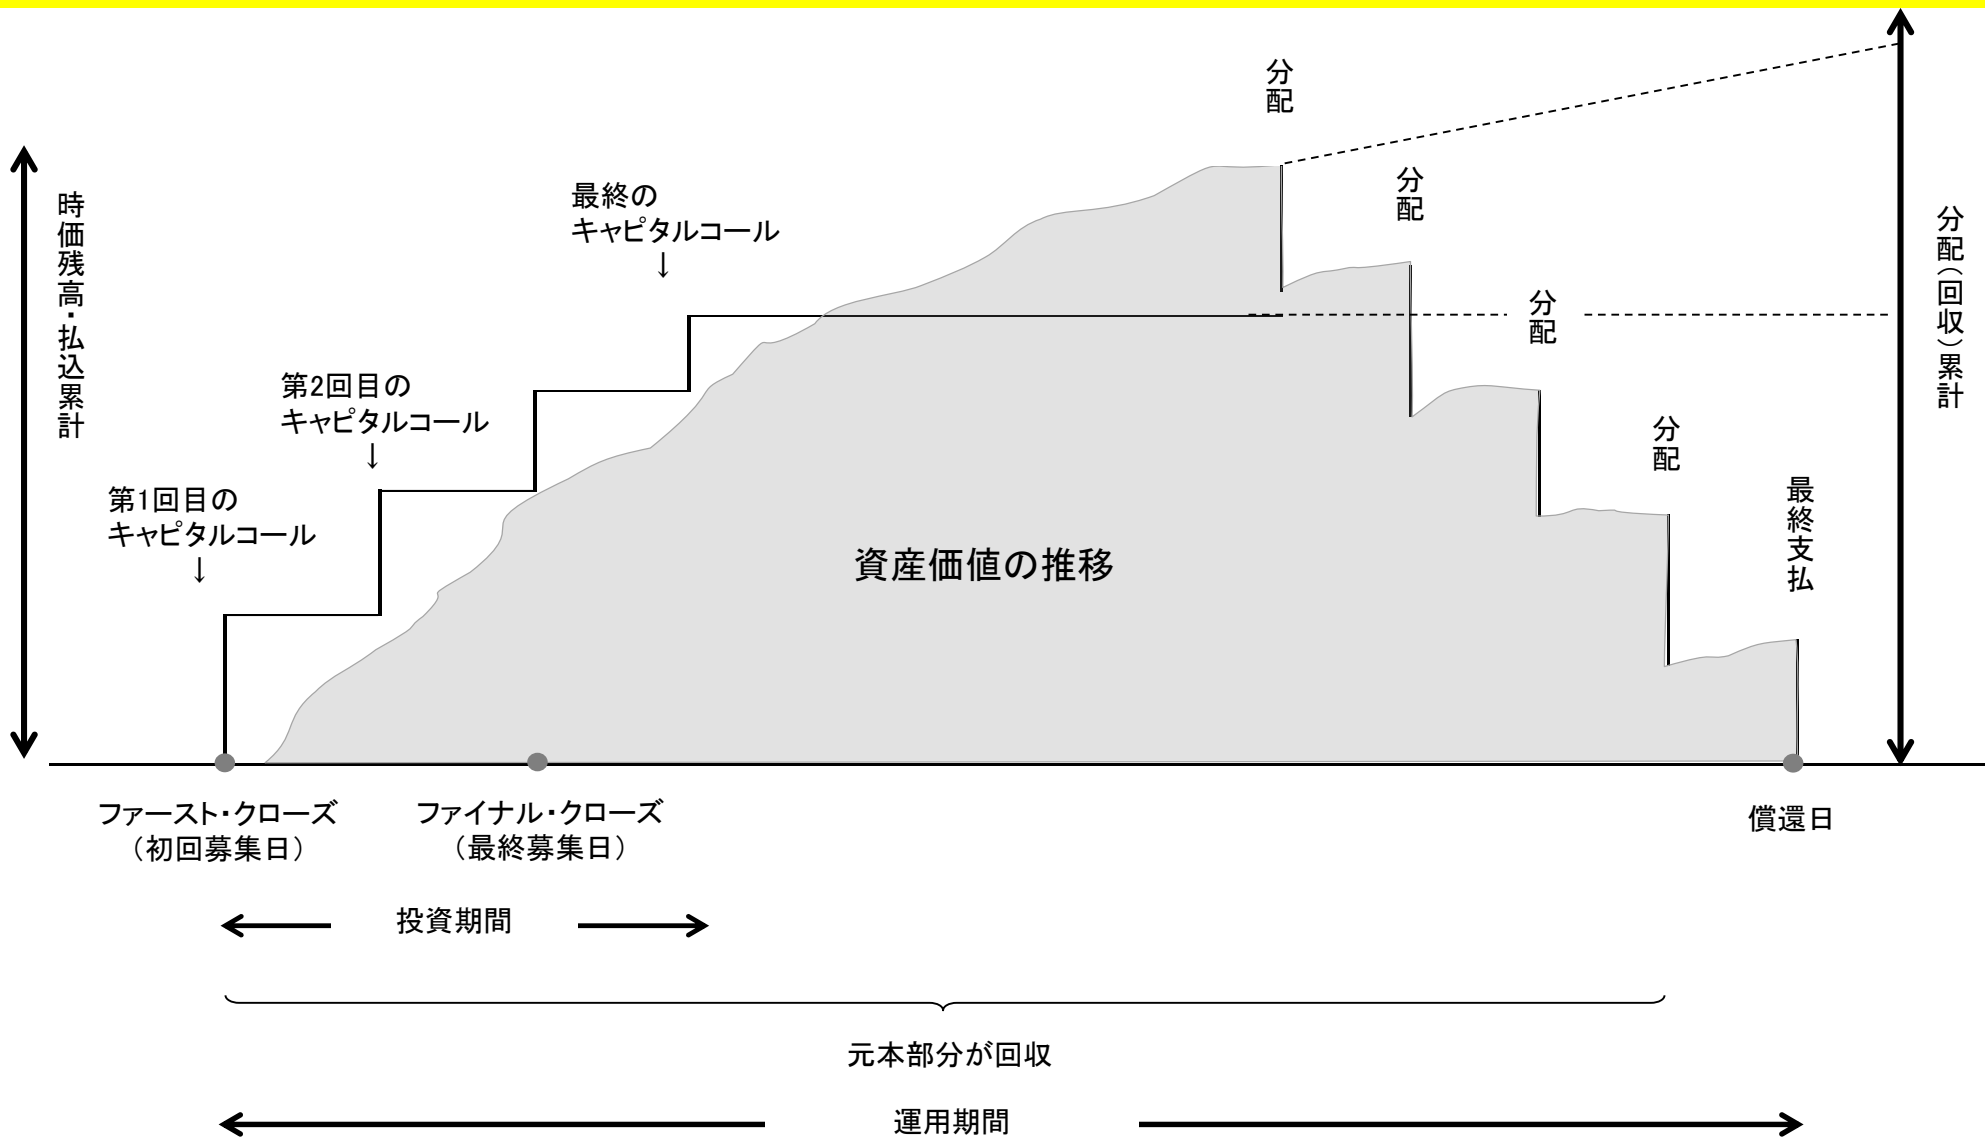 分配
分配
最終の
キャピタルコール
↓
時価残高・払込累計
分配(回収)累計
分配
第2回目の
キャピタルコール
↓
分配
第1回目の
キャピタルコール
↓
最終支払
資産価値の推移
ファースト・クローズ
(初回募集日)
ファイナル・クローズ
(最終募集日)
償還日
投資期間
元本部分が回収
運用期間